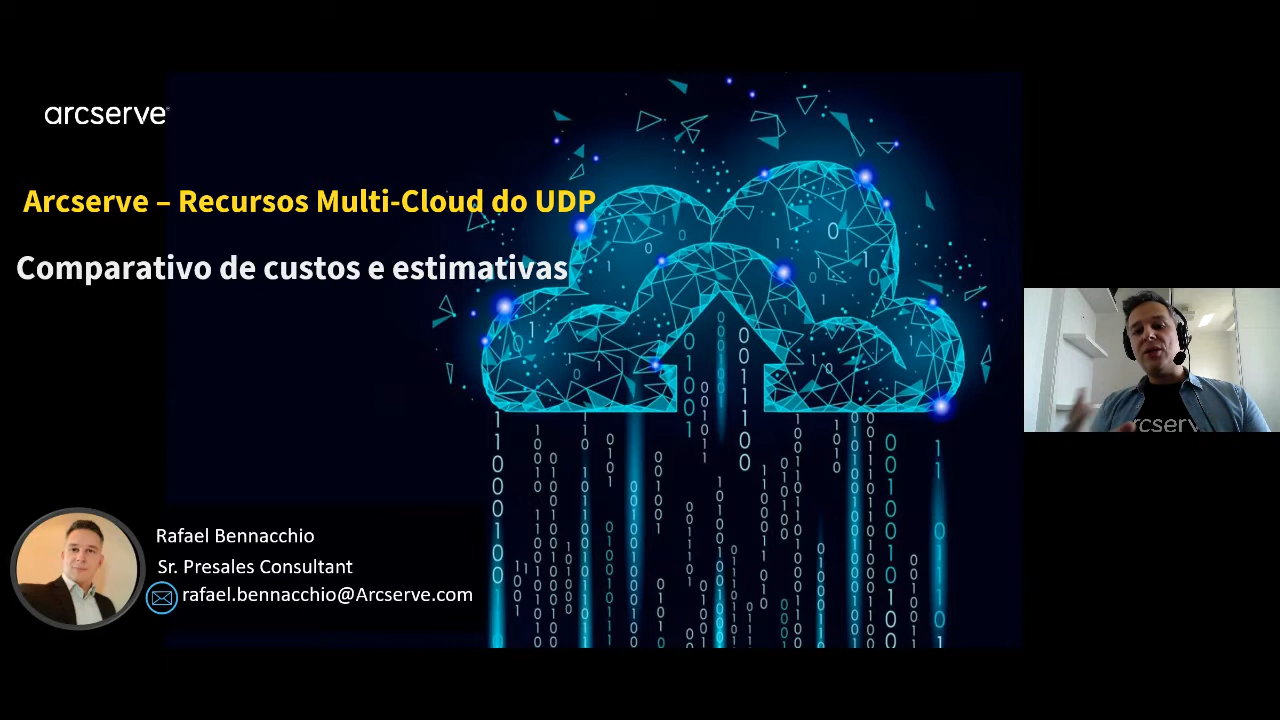 arcserve
Arcserve – Recursos Multi-Cloud do UDP
Comparativo de custos e estimativas
Rafael Bennacchio
Sr. Presales Consultant
rafael.bennacchio@Arcserve.com
arcserv